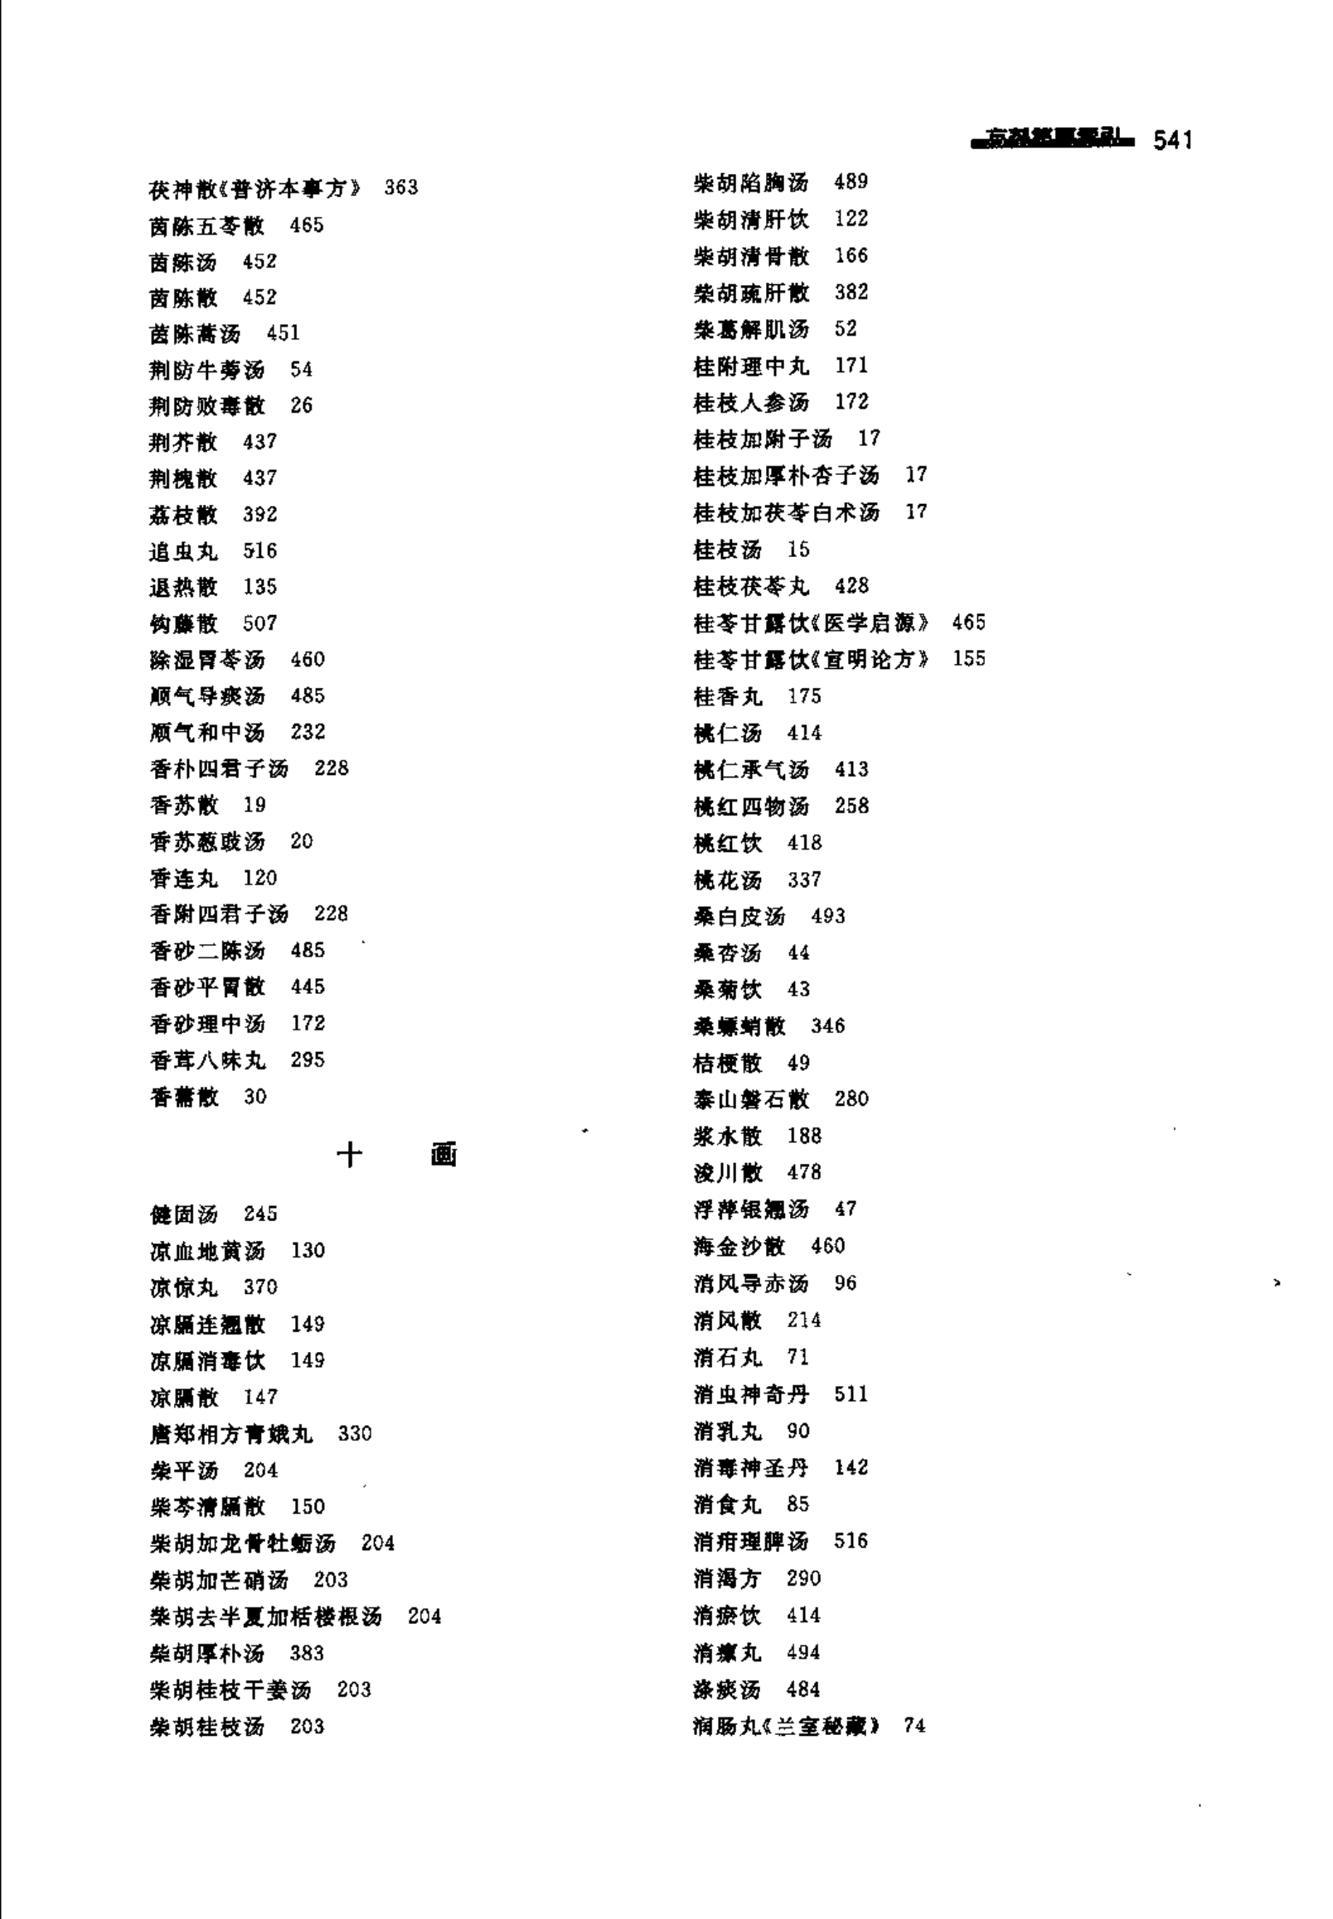 541
茯神散《普济本事方》 363
茵陈五苓散 465
茵陈汤 452
茵陈散 452
茵陈蒿汤 451
荆防牛蒡汤 54
荆防败毒散 26
荆芥散 437
荆槐散 437
荔枝散 392
追虫丸 516
退热散 135
钩藤散 507
除湿胃苓汤 460
顺气导痰汤 485
顺气和中汤 232
香朴四君子汤 228
香苏散 19
香苏葱豉汤 20
香连丸 120
香附四君子汤 228
香砂二陈汤 485
香砂平胃散 445
香砂理中汤 172
香茸八味丸 295
香薷散 30
十 画
健固汤 245
凉血地黄汤 130
凉惊丸 370
凉膈连翘散 149
凉膈消毒饮 149
凉膈散 147
唐郑相方青娥丸 330
柴平汤 204
柴芩清膈散 150
柴胡加龙骨牡蛎汤 204
柴胡加芒硝汤 203
柴胡去半夏加栝楼根汤 204
柴胡厚朴汤 383
柴胡桂枝干姜汤 203
柴胡桂枝汤 203
柴胡陷胸汤 489
柴胡清肝饮 122
柴胡清骨散 166
柴胡疏肝散 382
柴葛解肌汤 52
桂附理中丸 171
桂枝人参汤 172
桂枝加附子汤 17
桂枝加厚朴杏子汤 17
桂枝加茯苓白术汤 17
桂枝汤 15
桂枝茯苓丸 428
桂苓甘露饮《医学启源》 465
桂苓甘露饮《宣明论方》 155
桂香丸 175
桃仁汤 414
桃仁承气汤 413
桃红四物汤 258
桃红饮 418
桃花汤 337
桑白皮汤 493
桑杏汤 44
桑菊饮 43
桑螵蛸散 346
桔梗散 49
泰山磐石散 280
浆水散 188
浚川散 478
浮萍银翘汤 47
海金沙散 460
消风导赤汤 96
消风散 214
消石丸 71
消虫神奇丹 511
消乳丸 90
消毒神圣丹 142
消食丸 85
消疳理脾汤 516
消渴方 290
消瘀饮 414
消瘰丸 494
涤痰汤 484
润肠丸《兰室秘藏》 74